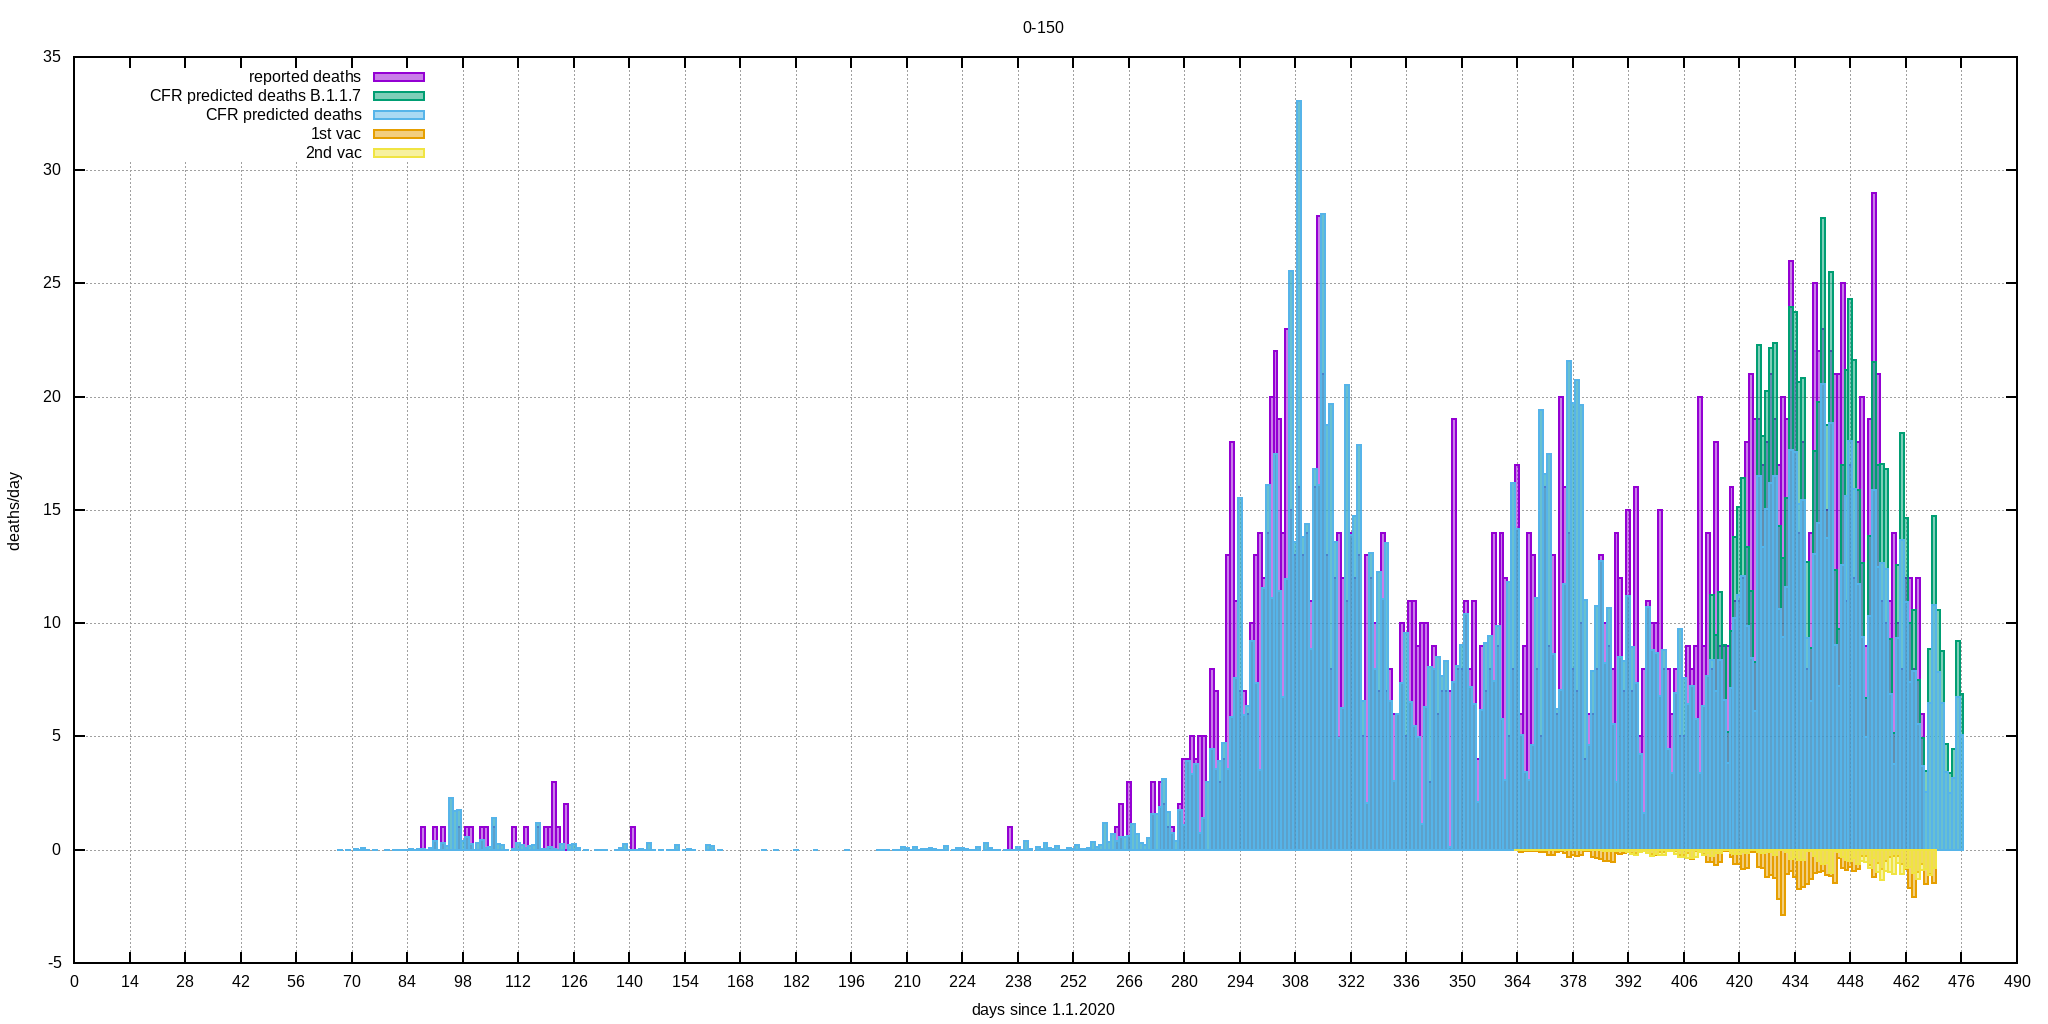 0-150
35
30
25
20
15
10
5
0
-5
deaths/day
reported deaths
CFR predicted deaths B.1.1.7
CFR predicted deaths
1st vac
2nd vac
0 14 28 42 56 70 84 98 112 126 140 154 168 182 196 210 224 238 252 266 280 294 308 322 336 350 364 378 392 406 420 434 448 462 476 490
days since 1.1.2020